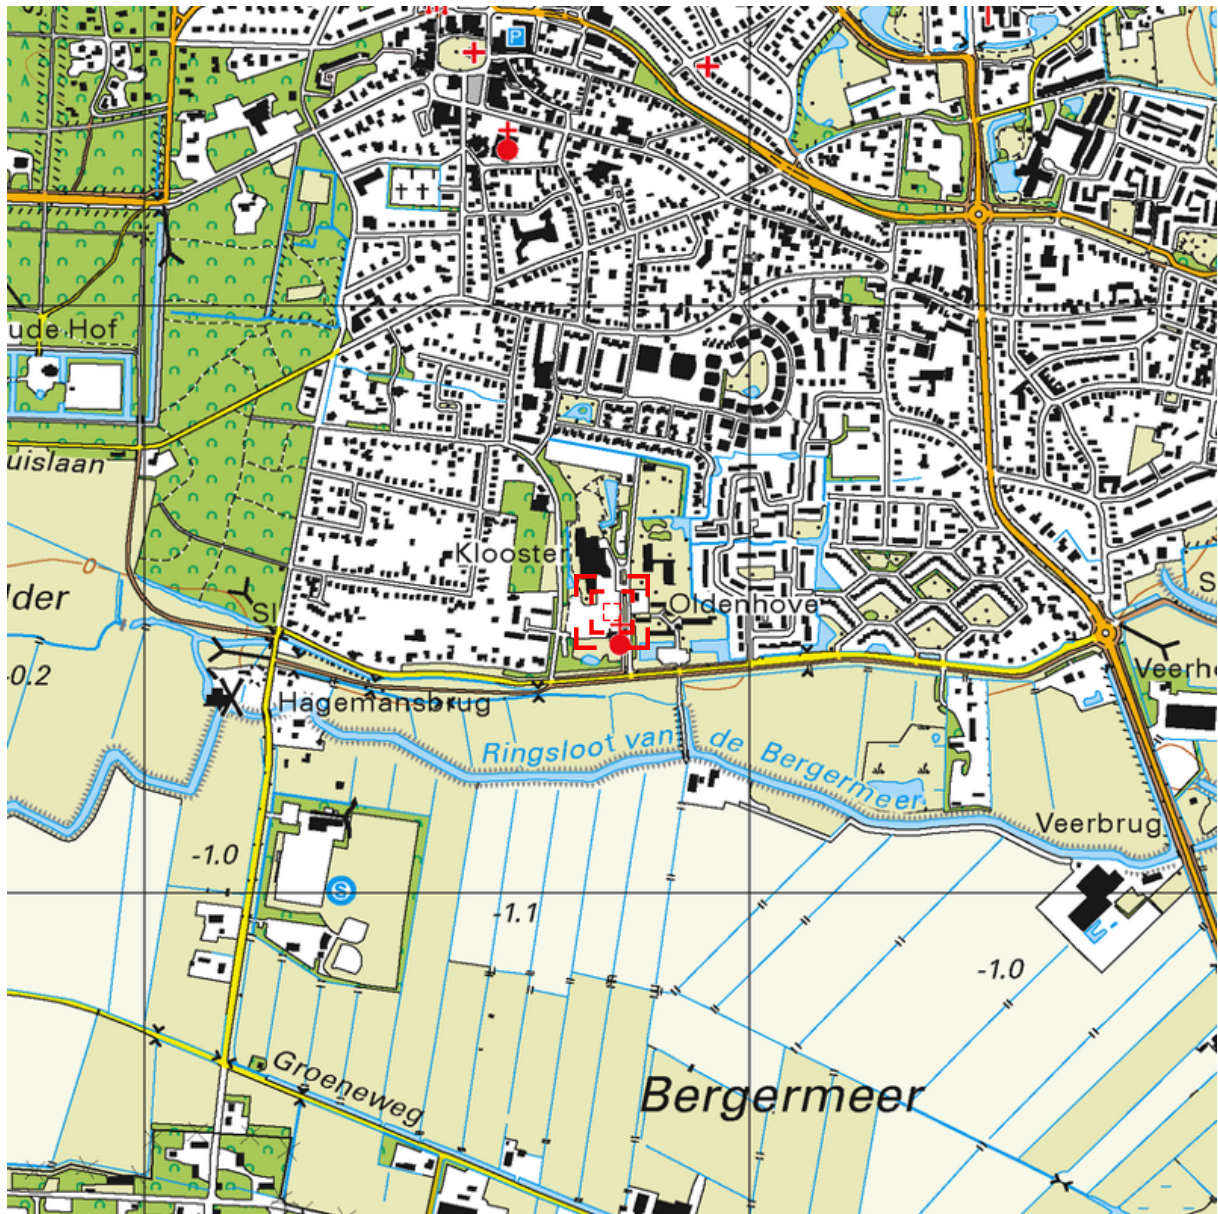 P
ude Hof
uislaan
Klooster
lder
Sl
Oldenhove
-0.2
Hagemansbrug
Veerho
Ringsloot van de Bergermeer
Veerbrug
-1.0
S
-1.1
-1.0
Groeneweg
Bergermeer